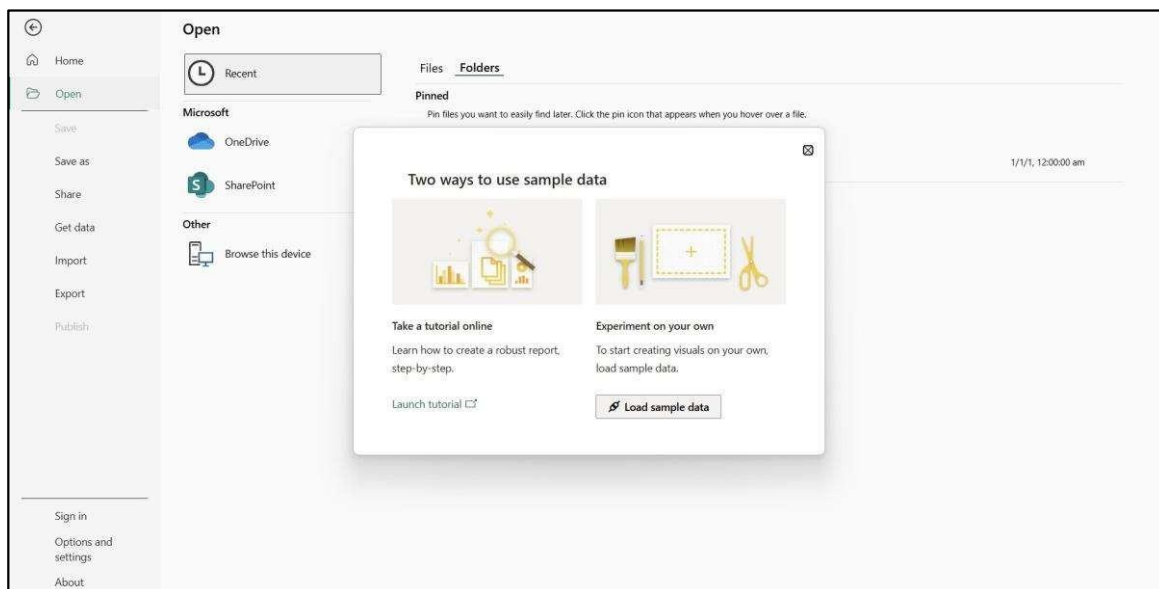 Open
Home
Open
Save
Save as
Share
Get data
Import
Export
Publish
Sign in
Options and
settings
About
Recent
Microsoft
OneDrive
SharePoint
Other
Browse this device
Files Folders
Pinned
Pin files you want to easily find later. Click the pin icon that appears when you hover over a file.
1/1/1, 12:00:00 am
Two ways to use sample data
Take a tutorial online
Learn how to create a robust report,
step-by-step.
Launch tutorial
Experiment on your own
To start creating visuals on your own,
load sample data.
Load sample data